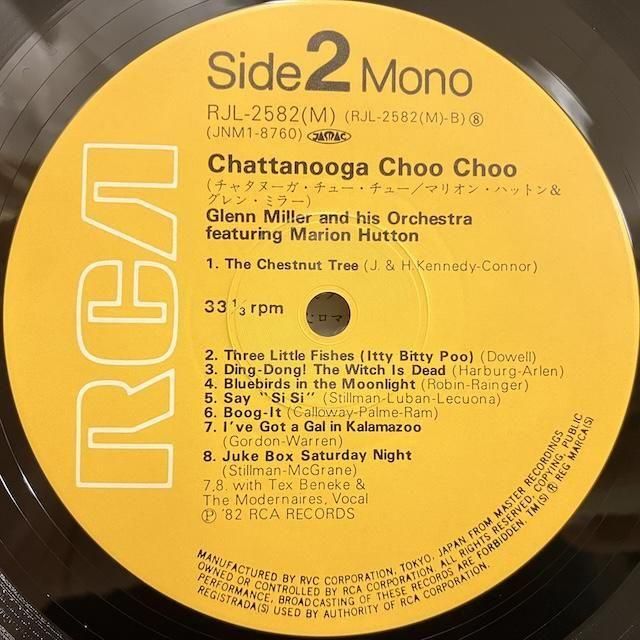 Side 2 Mono
RJL-2582(M) (RJL-2582(M)-B) ⑧
(JNM1-8760) JASRAC
Chattanooga Choo Choo
(チャタヌーガ・チュー・チュー/マリオン・ハットン&
グレン・ミラー)
Glenn Miller and his Orchestra
featuring Marion Hutton
1. The Chestnut Tree (J. & H.Kennedy-Connor)
33 1/3 rpm
2. Three Little Fishes (Itty Bitty Poo) (Dowell)
3. Ding-Dong! The Witch Is Dead (Harburg-Arlen)
4. Bluebirds in the Moonlight (Robin-Rainger)
5. Say "Si Si" (Stillman-Luban-Lecuona)
6. Boog-It (Calloway-Palme-Ram)
7. I've Got a Gal in Kalamazoo
(Gordon-Warren)
8. Juke Box Saturday Night
(Stillman-McGrane)
7,8. with Tex Beneke &
The Modernaires, Vocal
℗ '82 RCA RECORDS
RCA
MANUFACTURED BY RVC CORPORATION, TOKYO, JAPAN FROM MASTER RECORDINGS
OWNED OR CONTROLLED BY RCA CORPORATION. ALL RIGHTS RESERVED, COPYING, PUBLIC
PERFORMANCE, BROADCASTING OF THESE RECORDS ARE FORBIDDEN. TM(S) ® REG MARCA(S)
REGISTRADA(S) USED BY AUTHORITY OF RCA CORPORATION.